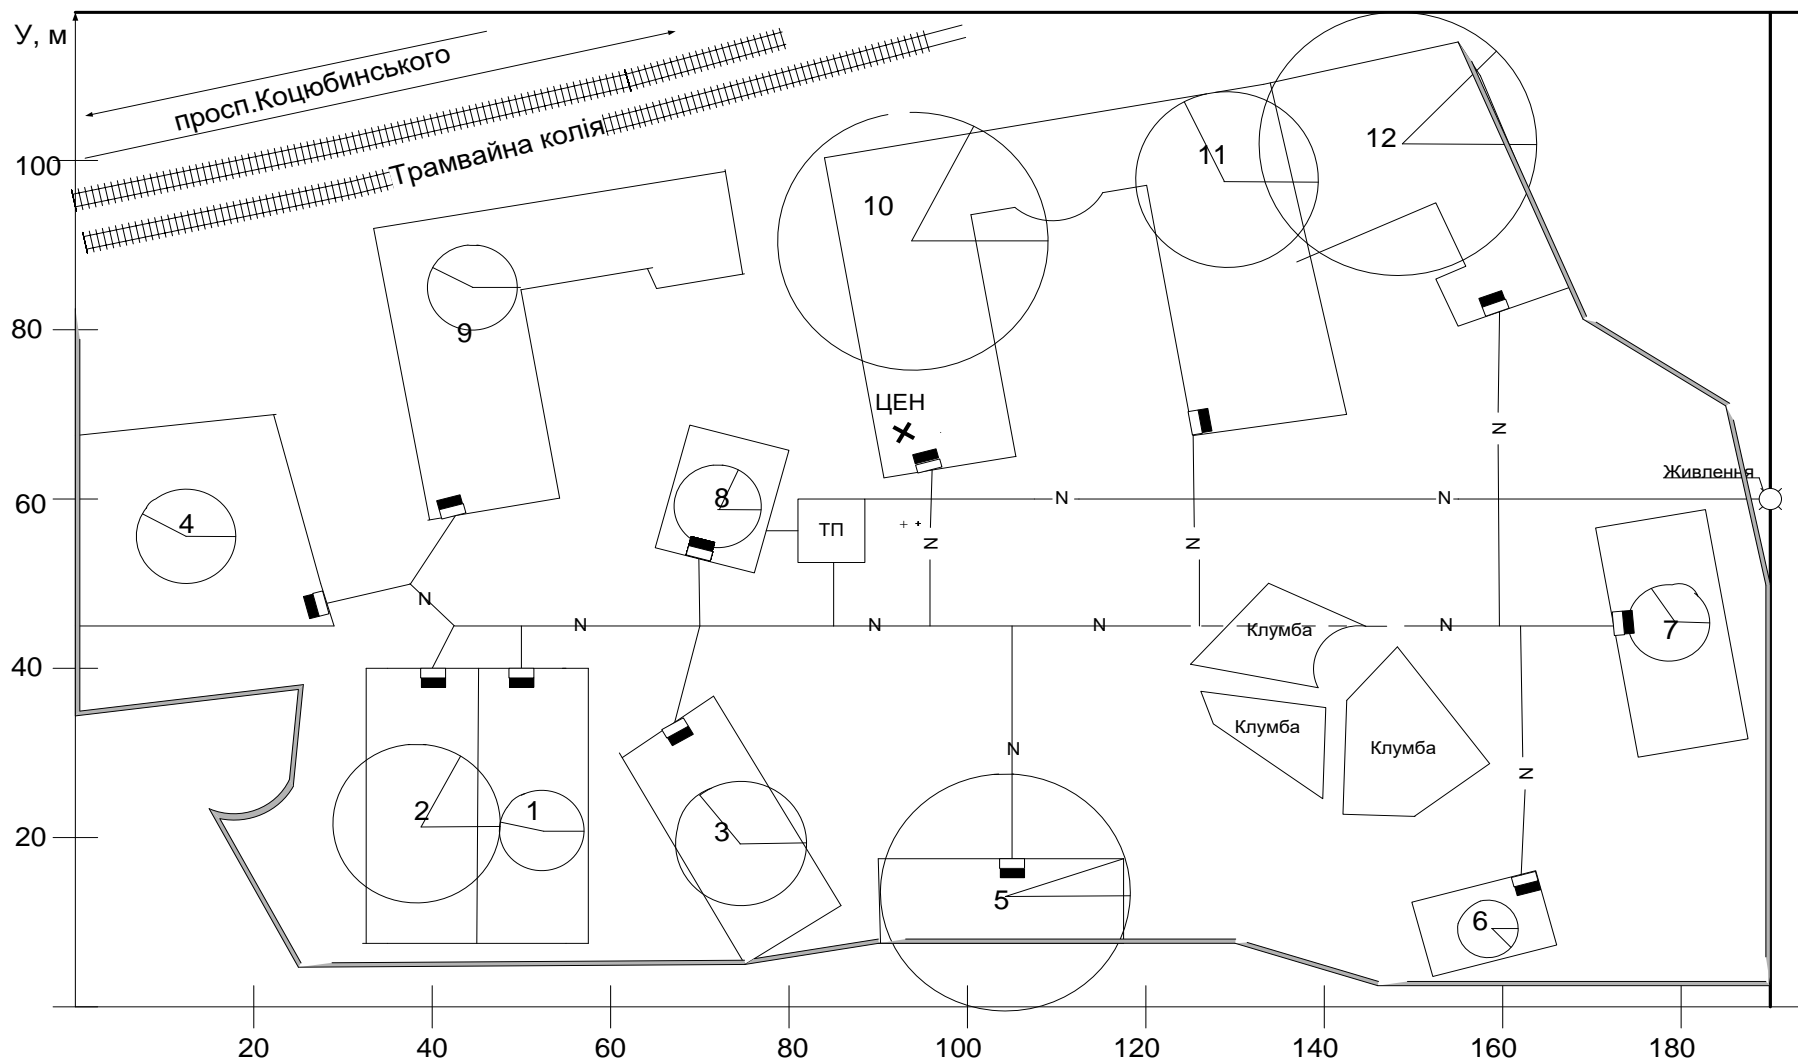 У, м
просп.Коцюбинського
Трамвайна колія
100
12
11
10
9
80
ЦЕН
Живлення
N
60
8
N
N
4
ТП
N
N
N
7
N
N
N
N
Клумба
N
40
Клумба
N
Клумба
N
2
1
3
20
5
6
20
40
60
80
100
120
140
160
180